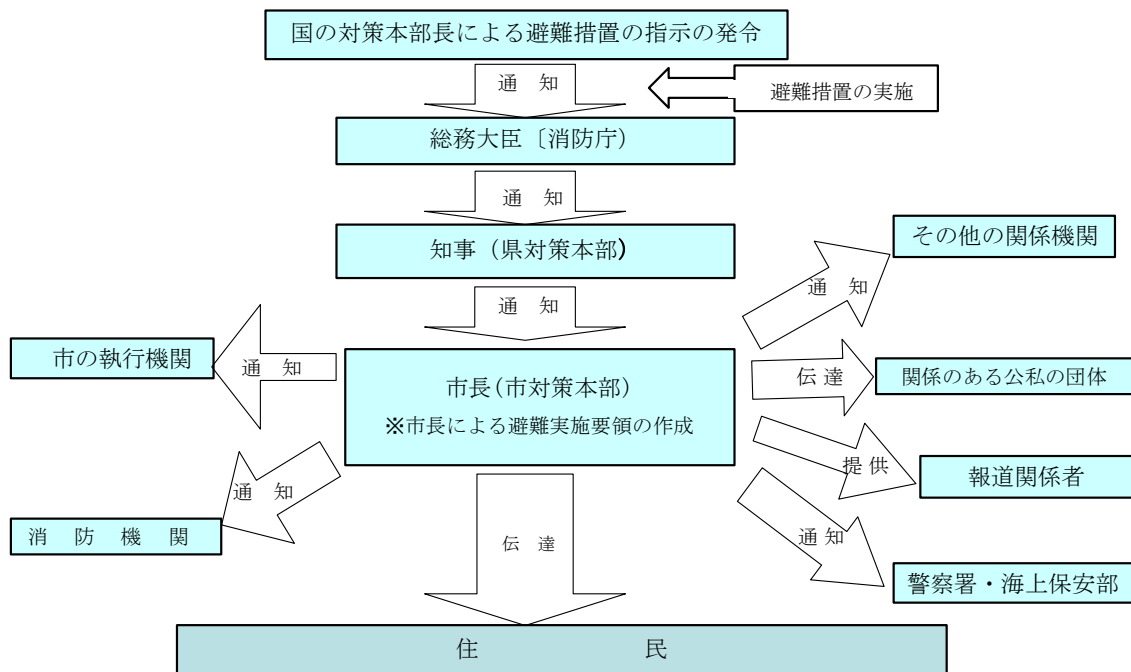 国の対策本部長による避難措置の指示の発令
通　知
避難措置の実施
総務大臣〔消防庁）
通　知
知事（県対策本部）
通　知
その他の関係機関
通　知
市の執行機関
通　知
市長(市対策本部）
※市長による避難実施要領の作成
伝 達
関係のある公私の団体
提 供
報道関係者
通　知
消　防　機　関
通 知
警察署・海上保安部
伝　達
住　　　　　　民